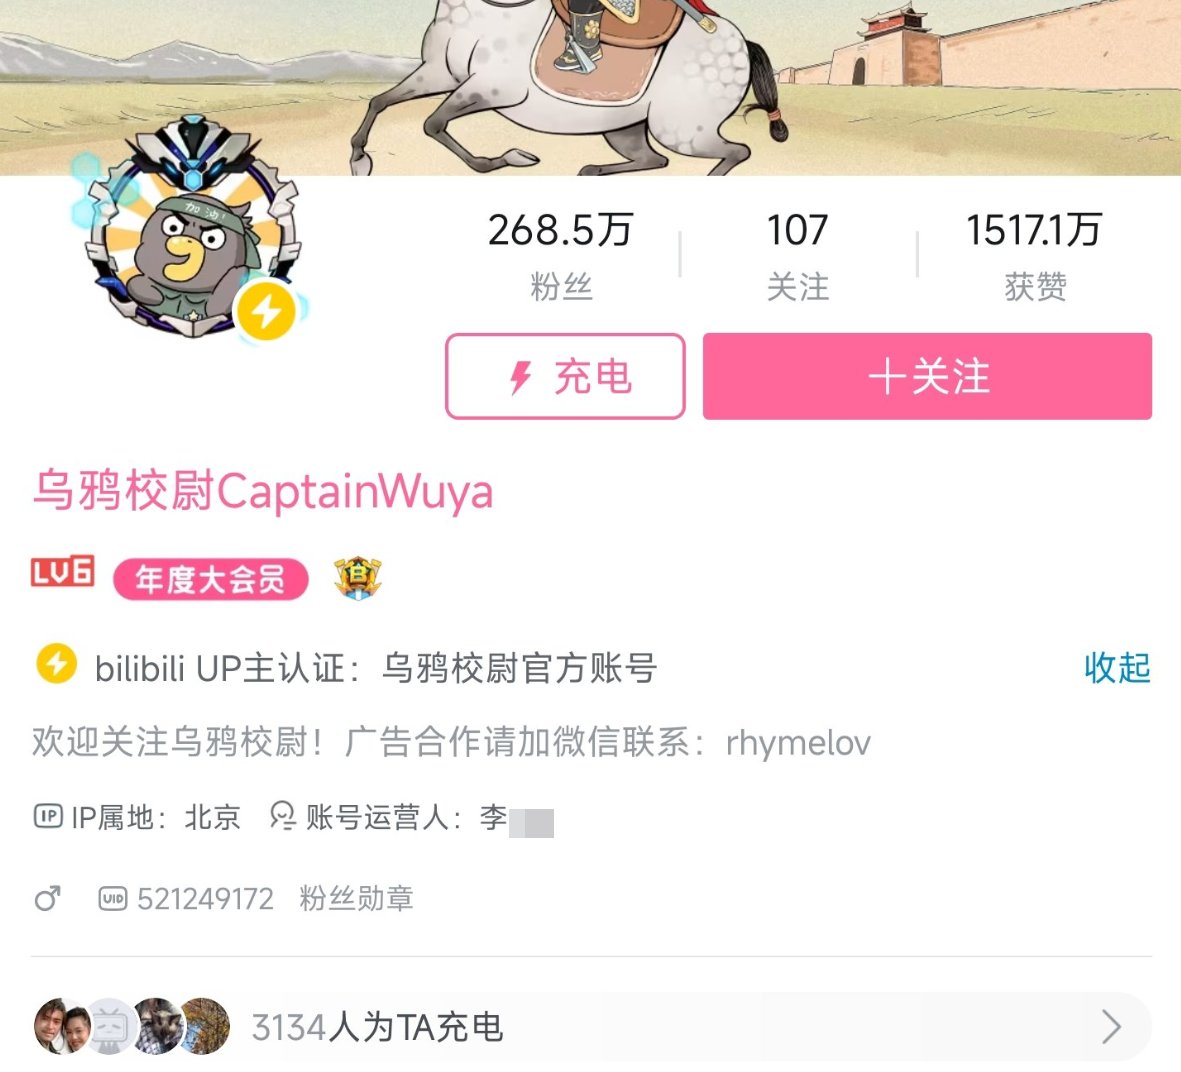 加油!
268.5万 107 1517.1万
粉丝 关注 获赞
充电 十关注
乌鸦校尉CaptainWuya
LV6 年度大会员 B
bilibili UP主认证：乌鸦校尉官方账号 收起
欢迎关注乌鸦校尉！广告合作请加微信联系：rhymelov
IP IP属地：北京 账号运营人：李
UID 521249172 粉丝勋章
3134人为TA充电